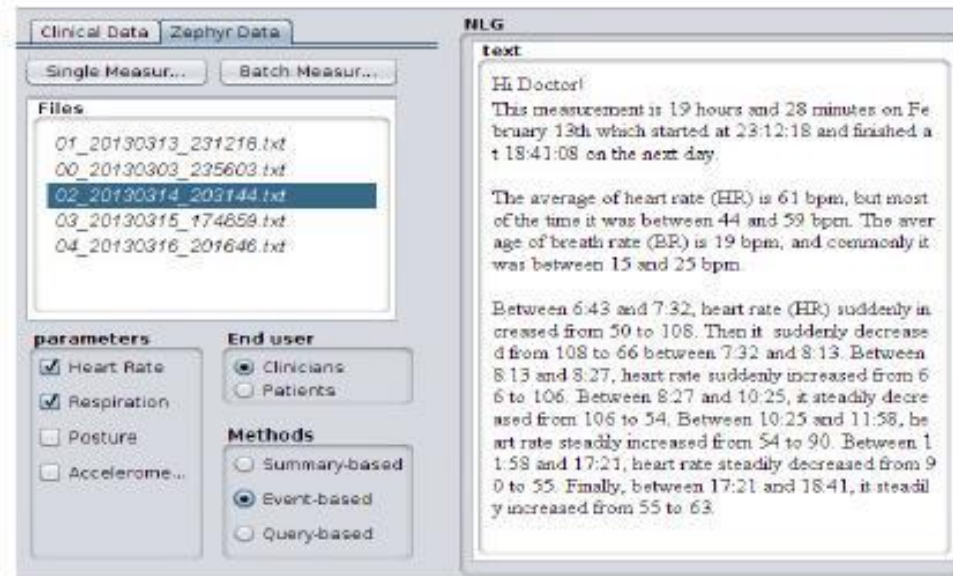 Clinical Data
Zephyr Data
Single Measur...
Batch Measur...
Files
01_20130313_231218.txt
00_20130303_235603.txt
02_20130314_203144.txt
03_20130315_174859.txt
04_20130316_201646.txt
parameters
Heart Rate
Respiration
Posture
Accelerome...
End user
Clinicians
Patients
Methods
Summary-based
Event-based
Query-based
NLG
text
Hi Doctor!
This measurement is 19 hours and 28 minutes on Fe
bruary 13th which started at 23:12:18 and finished a
t 18:41:08 on the next day.
The average of heart rate (HR) is 61 bpm, but most
of the time it was between 44 and 59 bpm. The aver
age of breath rate (BR) is 19 bpm, and commonly it
was between 15 and 25 bpm.
Between 6:43 and 7:32, heart rate (HR) suddenly in
creased from 50 to 108. Then it suddenly decrease
d from 108 to 66 between 7:32 and 8:13. Between
8:13 and 8:27, heart rate suddenly increased from 6
6 to 106. Between 8:27 and 10:25, it steadily decre
ased from 106 to 54. Between 10:25 and 11:58, he
art rate steadily increased from 54 to 90. Between 1
1:58 and 17:21, heart rate steadily decreased from 9
0 to 55. Finally, between 17:21 and 18:41, it steadil
y increased from 55 to 63.